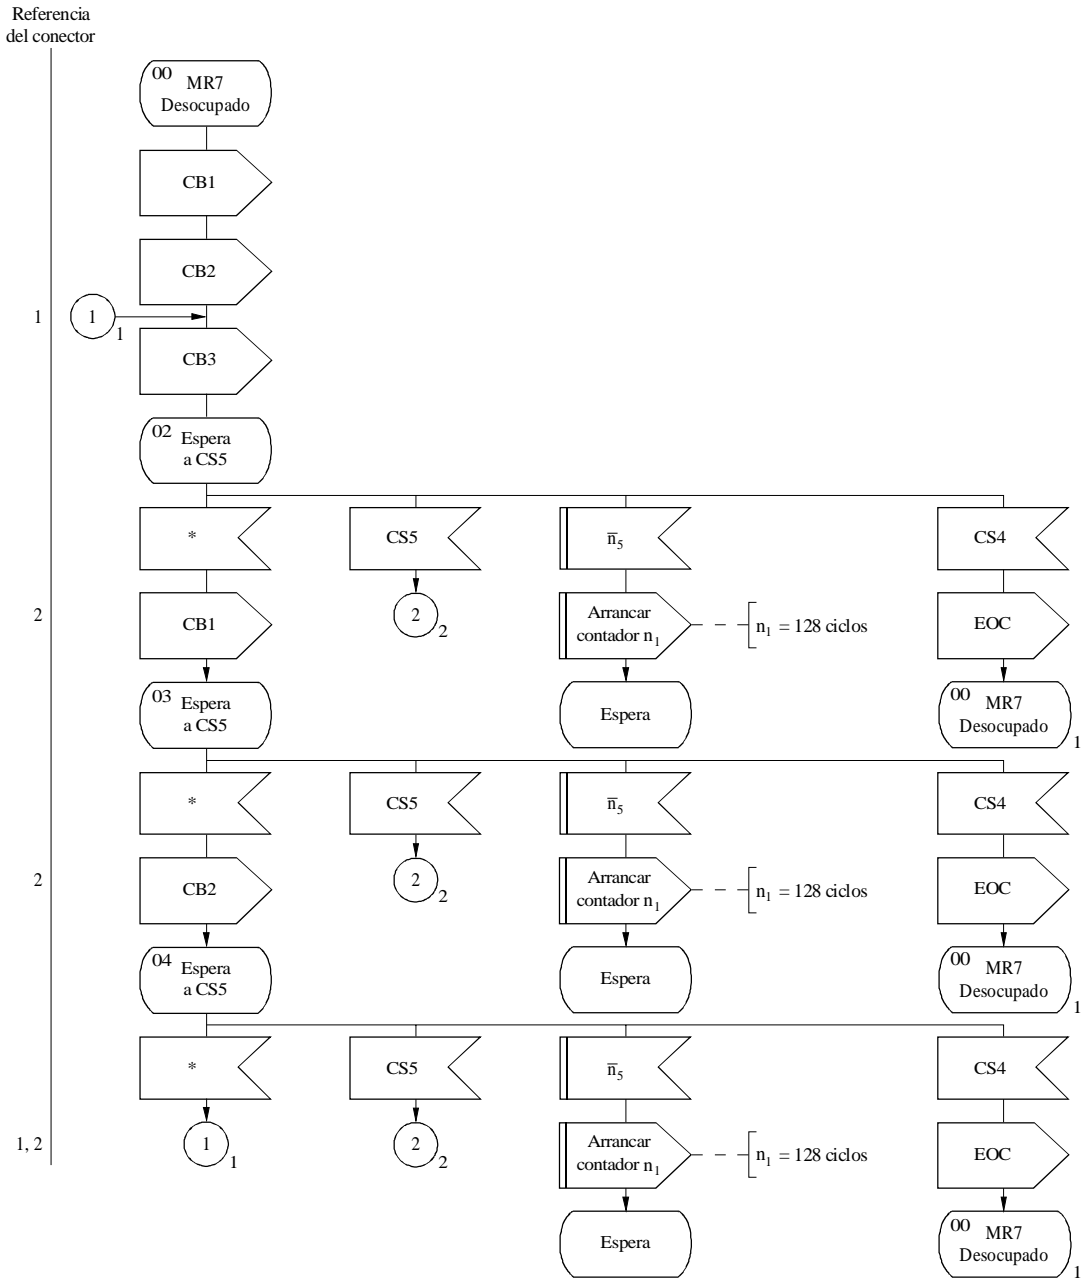 Referencia
del conector
00 MR7
Desocupado
CB1
CB2
1
1
1
CB3
02 Espera
a CS5
*
CS5
n̅5
CS4
2
CB1
2
2
Arrancar
contador n1
n1 = 128 ciclos
EOC
03 Espera
a CS5
Espera
00 MR7
Desocupado
1
*
CS5
n̅5
CS4
2
CB2
2
2
Arrancar
contador n1
n1 = 128 ciclos
EOC
04 Espera
a CS5
Espera
00 MR7
Desocupado
1
*
CS5
n̅5
CS4
1, 2
1
1
2
2
Arrancar
contador n1
n1 = 128 ciclos
EOC
Espera
00 MR7
Desocupado
1